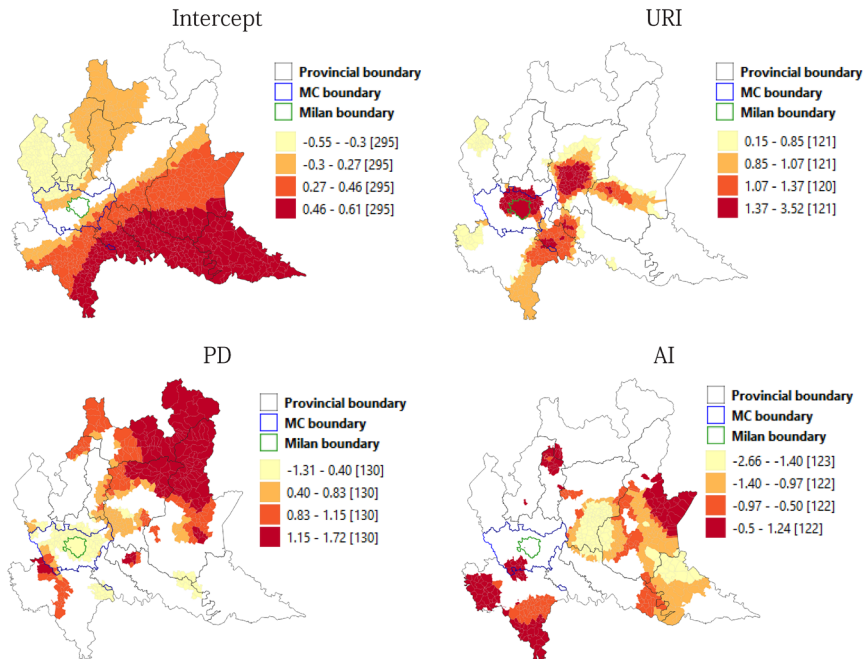 Intercept
Provincial boundary
MC boundary
Milan boundary
-0.55 - -0.3 [295]
-0.3 - 0.27 [295]
0.27 - 0.46 [295]
0.46 - 0.61 [295]
URI
Provincial boundary
MC boundary
Milan boundary
0.15 - 0.85 [121]
0.85 - 1.07 [121]
1.07 - 1.37 [120]
1.37 - 3.52 [121]
PD
Provincial boundary
MC boundary
Milan boundary
-1.31 - 0.40 [130]
0.40 - 0.83 [130]
0.83 - 1.15 [130]
1.15 - 1.72 [130]
AI
Provincial boundary
MC boundary
Milan boundary
-2.66 - -1.40 [123]
-1.40 - -0.97 [122]
-0.97 - -0.50 [122]
-0.5 - 1.24 [122]